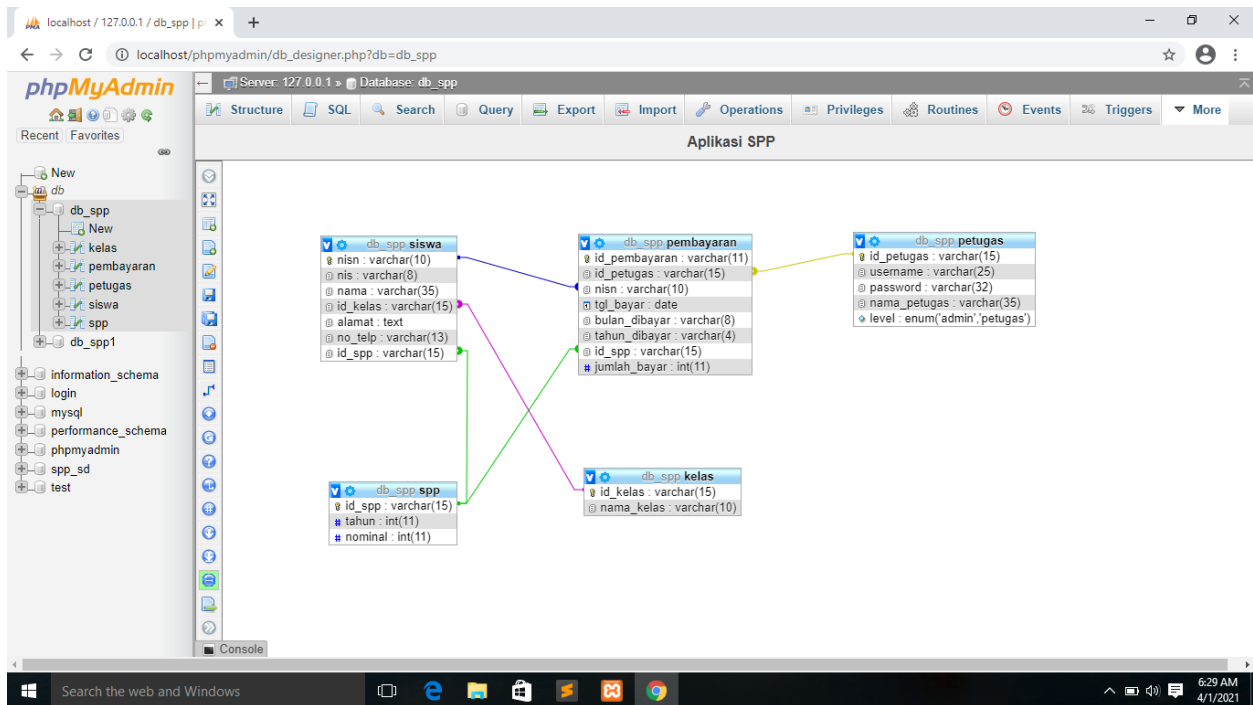 localhost / 127.0.0.1 / db_spp | p
localhost/phpmyadmin/db_designer.php?db=db_spp
phpMyAdmin
Recent Favorites
New
db
db_spp
New
kelas
pembayaran
petugas
siswa
spp
db_spp1
information_schema
login
mysql
performance_schema
phpmyadmin
spp_sd
test
Server: 127.0.0.1 » Database: db_spp
Structure SQL Search Query Export Import Operations Privileges Routines Events Triggers More
Aplikasi SPP
db_spp siswa
nisn : varchar(10)
nis : varchar(8)
nama : varchar(35)
id_kelas : varchar(15)
alamat : text
no_telp : varchar(13)
id_spp : varchar(15)
db_spp pembayaran
id_pembayaran : varchar(11)
id_petugas : varchar(15)
nisn : varchar(10)
tgl_bayar : date
bulan_dibayar : varchar(8)
tahun_dibayar : varchar(4)
id_spp : varchar(15)
# jumlah_bayar : int(11)
db_spp petugas
id_petugas : varchar(15)
username : varchar(25)
password : varchar(32)
nama_petugas : varchar(35)
level : enum('admin','petugas')
db_spp spp
id_spp : varchar(15)
# tahun : int(11)
# nominal : int(11)
db_spp kelas
id_kelas : varchar(15)
nama_kelas : varchar(10)
Console
Search the web and Windows
6:29 AM
4/1/2021